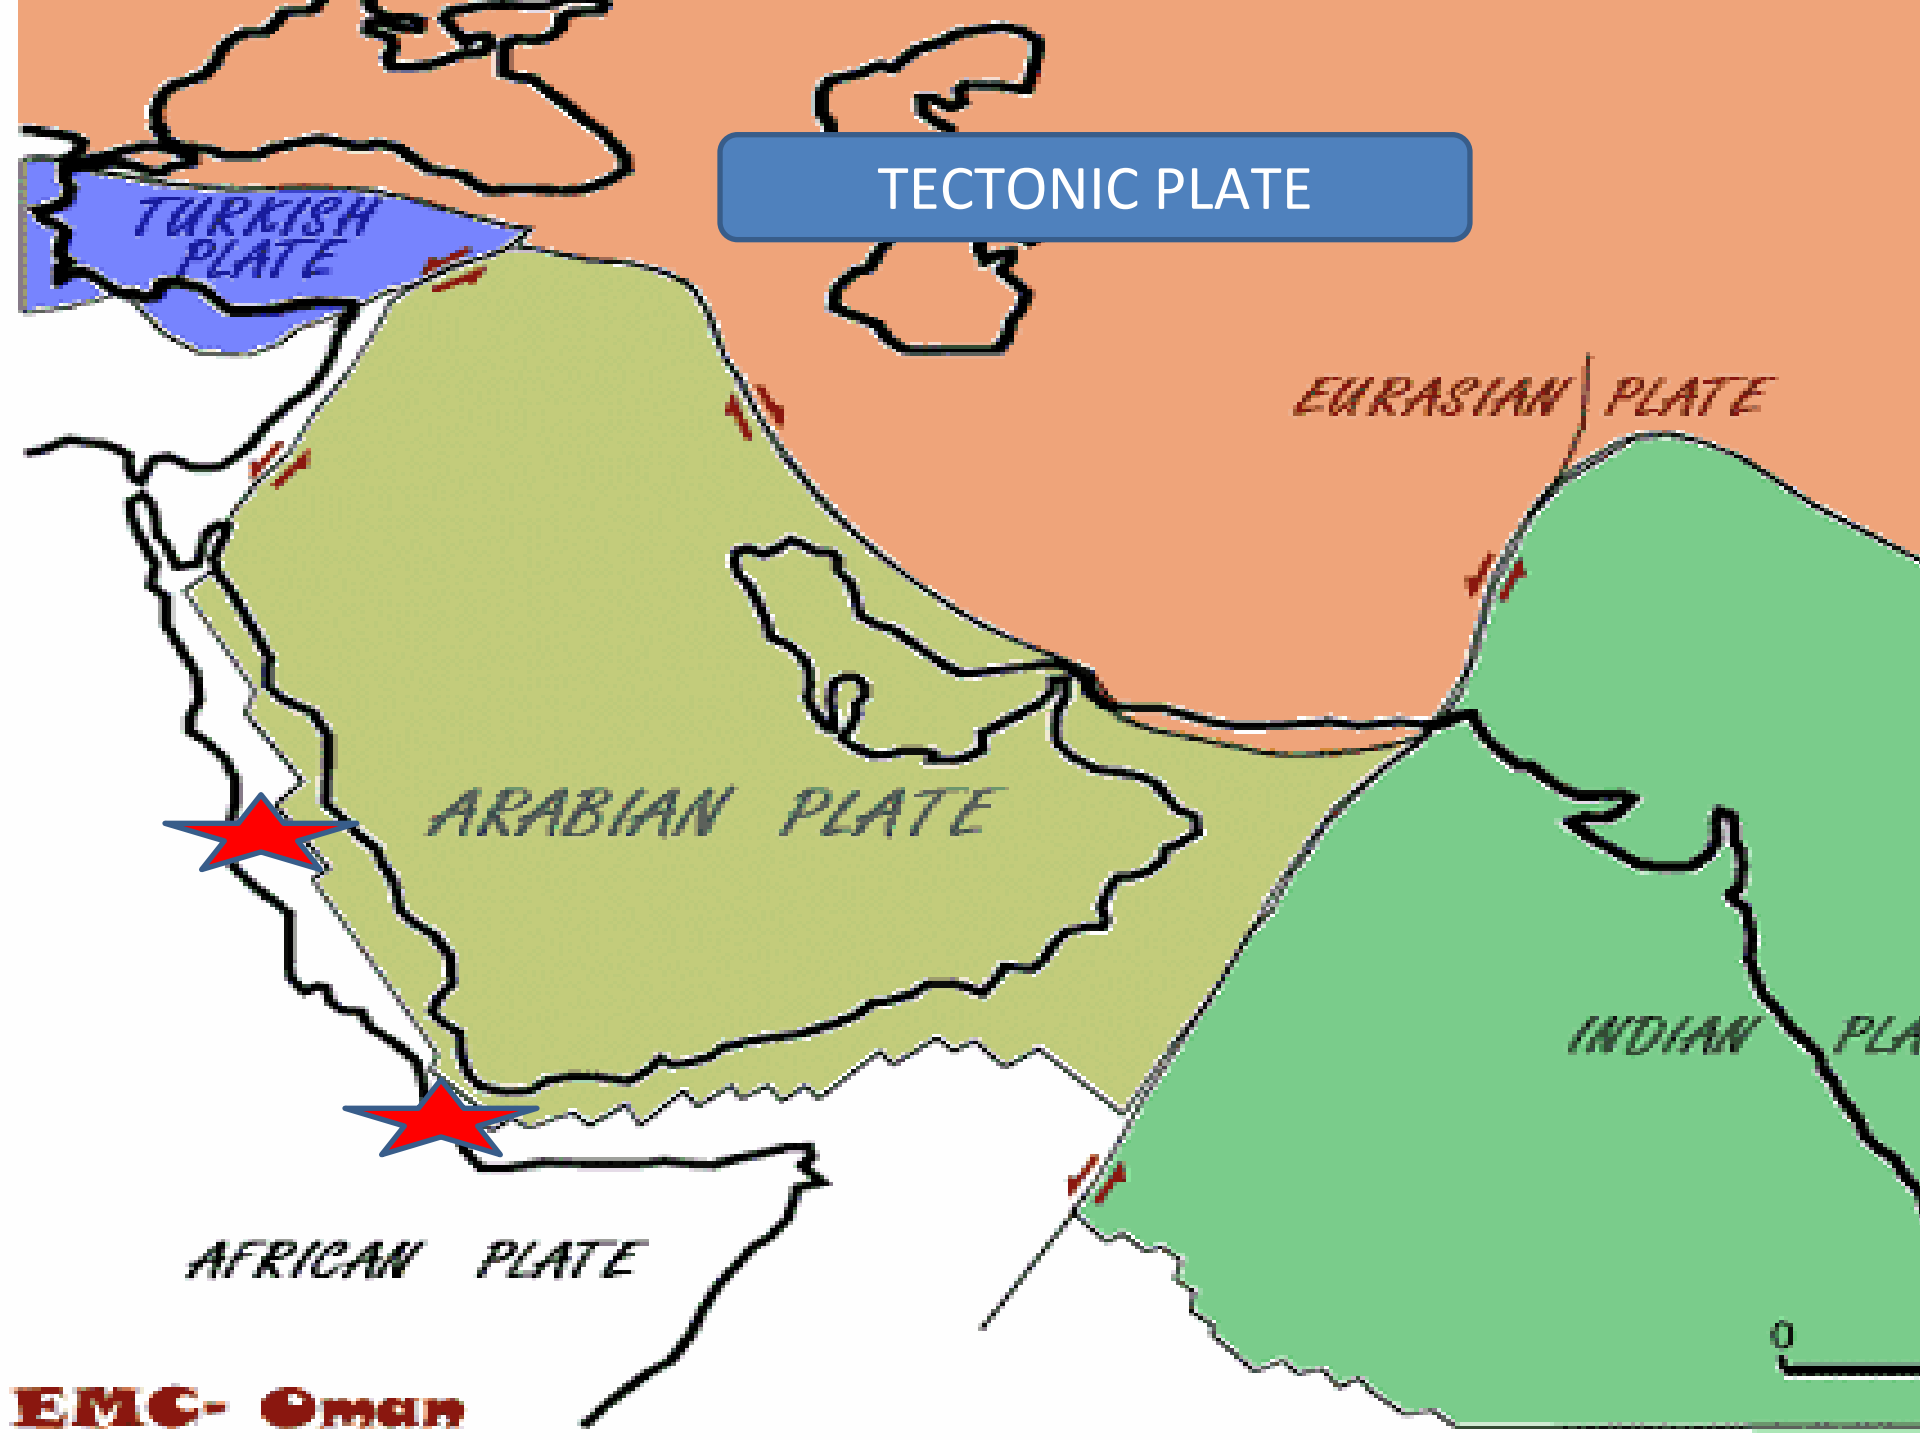 TECTONIC PLATE
TURKISH
PLATE
EURASIAN PLATE
ARABIAN PLATE
INDIAN PLA
AFRICAN PLATE
0
EMC- Oman